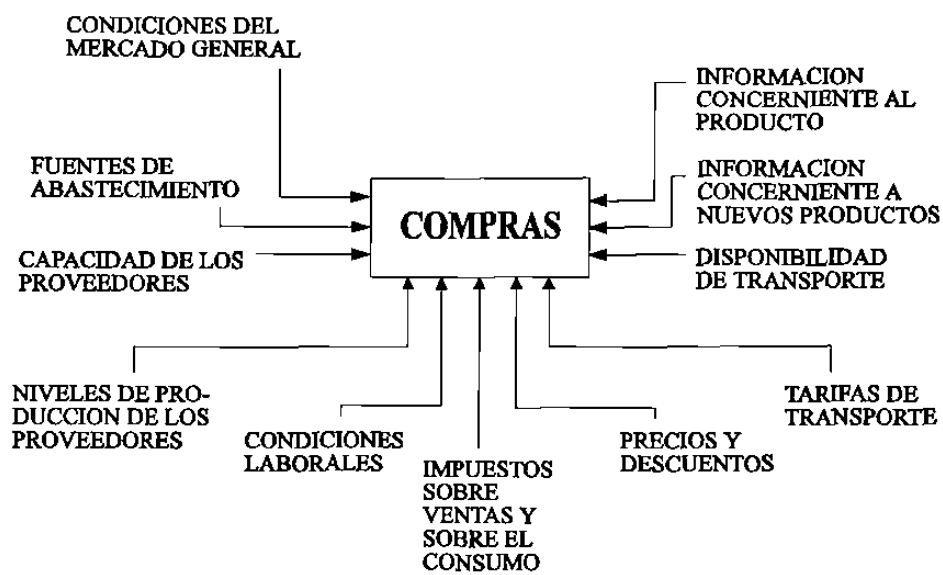 CONDICIONES DEL
MERCADO GENERAL
INFORMACION
CONCERNIENTE AL
PRODUCTO
FUENTES DE
ABASTECIMIENTO
INFORMACION
CONCERNIENTE A
NUEVOS PRODUCTOS
COMPRAS
CAPACIDAD DE LOS
PROVEEDORES
DISPONIBILIDAD
DE TRANSPORTE
NIVELES DE PRO-
DUCCION DE LOS
PROVEEDORES
CONDICIONES
LABORALES
IMPUESTOS
SOBRE
VENTAS Y
SOBRE EL
CONSUMO
PRECIOS Y
DESCUENTOS
TARIFAS DE
TRANSPORTE